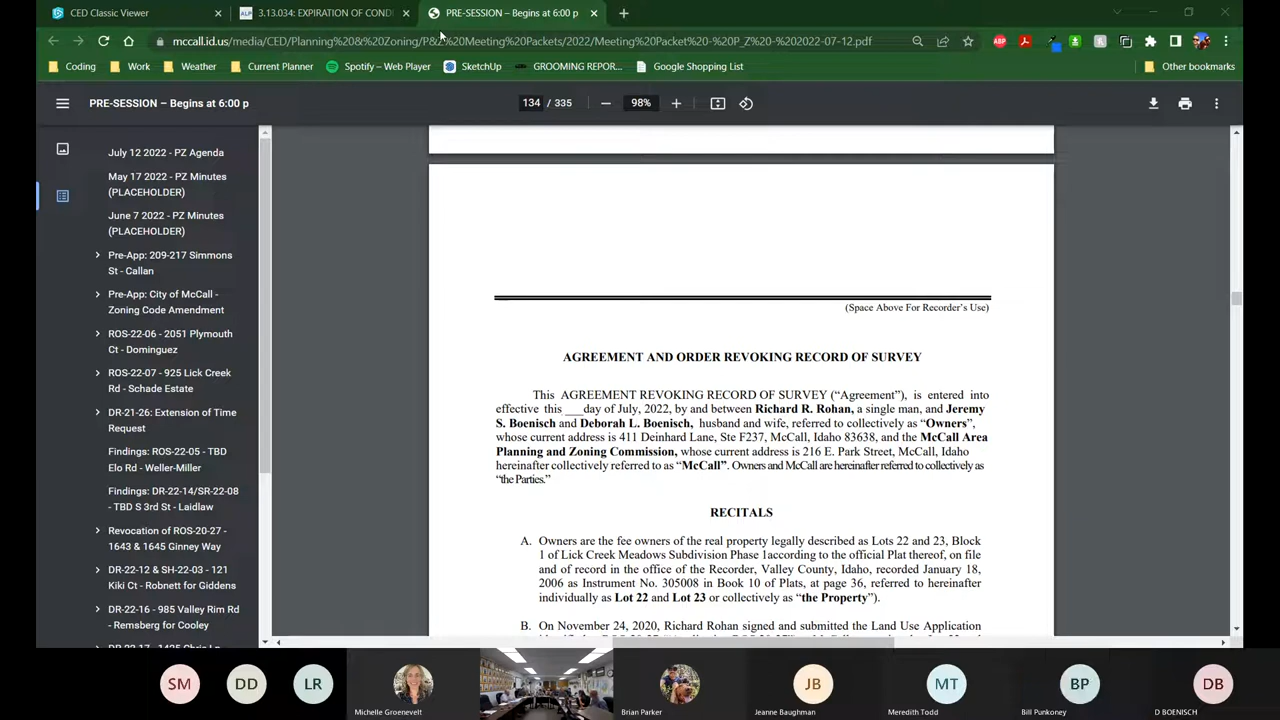 CED Classic Viewer
3.13.034: EXPIRATION OF COND
PRE-SESSION – Begins at 6:00 p
mccall.id.us/media/CED/Planning%20&%20Zoning/P&Z%20Meeting%20Packets/2022/Meeting%20Packet%20-%20P_Z%20-%202022-07-12.pdf
Coding
Work
Weather
Current Planner
Spotify – Web Player
SketchUp
GROOMING REPOR...
Google Shopping List
Other bookmarks
PRE-SESSION – Begins at 6:00 p
134 / 335
98%
July 12 2022 - PZ Agenda
May 17 2022 - PZ Minutes
(PLACEHOLDER)
June 7 2022 - PZ Minutes
(PLACEHOLDER)
Pre-App: 209-217 Simmons
St - Callan
Pre-App: City of McCall -
Zoning Code Amendment
ROS-22-06 - 2051 Plymouth
Ct - Dominguez
ROS-22-07 - 925 Lick Creek
Rd - Schade Estate
DR-21-26: Extension of Time
Request
Findings: ROS-22-05 - TBD
Elo Rd - Weller-Miller
Findings: DR-22-14/SR-22-08
- TBD S 3rd St - Laidlaw
Revocation of ROS-20-27 -
1643 & 1645 Ginney Way
DR-22-12 & SH-22-03 - 121
Kiki Ct - Robnett for Giddens
DR-22-16 - 985 Valley Rim Rd
- Remsberg for Cooley
(Space Above For Recorder's Use)
AGREEMENT AND ORDER REVOKING RECORD OF SURVEY
This AGREEMENT REVOKING RECORD OF SURVEY ("Agreement"), is entered into
effective this ___day of July, 2022, by and between Richard R. Rohan, a single man, and Jeremy
S. Boenisch and Deborah L. Boenisch, husband and wife, referred to collectively as "Owners",
whose current address is 411 Deinhard Lane, Ste F237, McCall, Idaho 83638, and the McCall Area
Planning and Zoning Commission, whose current address is 216 E. Park Street, McCall, Idaho
hereinafter collectively referred to as "McCall". Owners and McCall are hereinafter referred to collectively as
"the Parties."
RECITALS
A. Owners are the fee owners of the real property legally described as Lots 22 and 23, Block
1 of Lick Creek Meadows Subdivision Phase 1according to the official Plat thereof, on file
and of record in the office of the Recorder, Valley County, Idaho, recorded January 18,
2006 as Instrument No. 305008 in Book 10 of Plats, at page 36, referred to hereinafter
individually as Lot 22 and Lot 23 or collectively as "the Property").
B. On November 24, 2020, Richard Rohan signed and submitted the Land Use Application
SM
DD
LR
Michelle Groenevelt
Brian Parker
JB
Jeanne Baughman
MT
Meredith Todd
BP
Bill Punkoney
DB
D BOENISCH